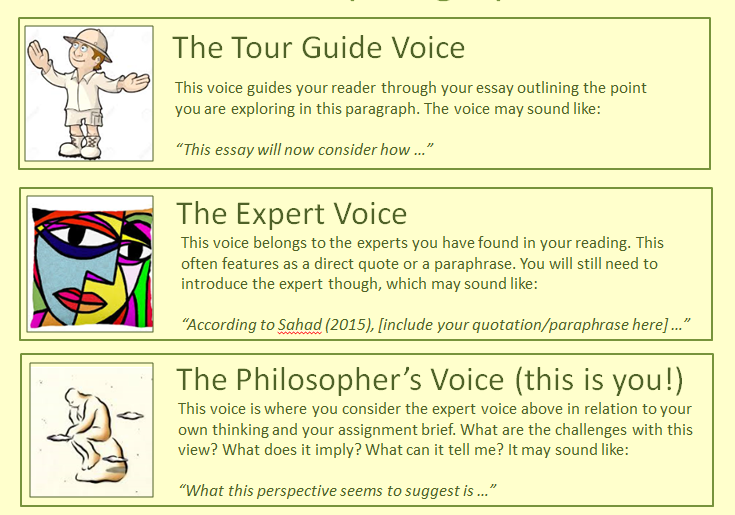 The Tour Guide Voice
This voice guides your reader through your essay outlining the point
you are exploring in this paragraph. The voice may sound like:
“This essay will now consider how …”
The Expert Voice
This voice belongs to the experts you have found in your reading. This
often features as a direct quote or a paraphrase. You will still need to
introduce the expert though, which may sound like:
“According to Sahad (2015), [include your quotation/paraphrase here] …”
The Philosopher’s Voice (this is you!)
This voice is where you consider the expert voice above in relation to your
own thinking and your assignment brief. What are the challenges with this
view? What does it imply? What can it tell me? It may sound like:
“What this perspective seems to suggest is …”